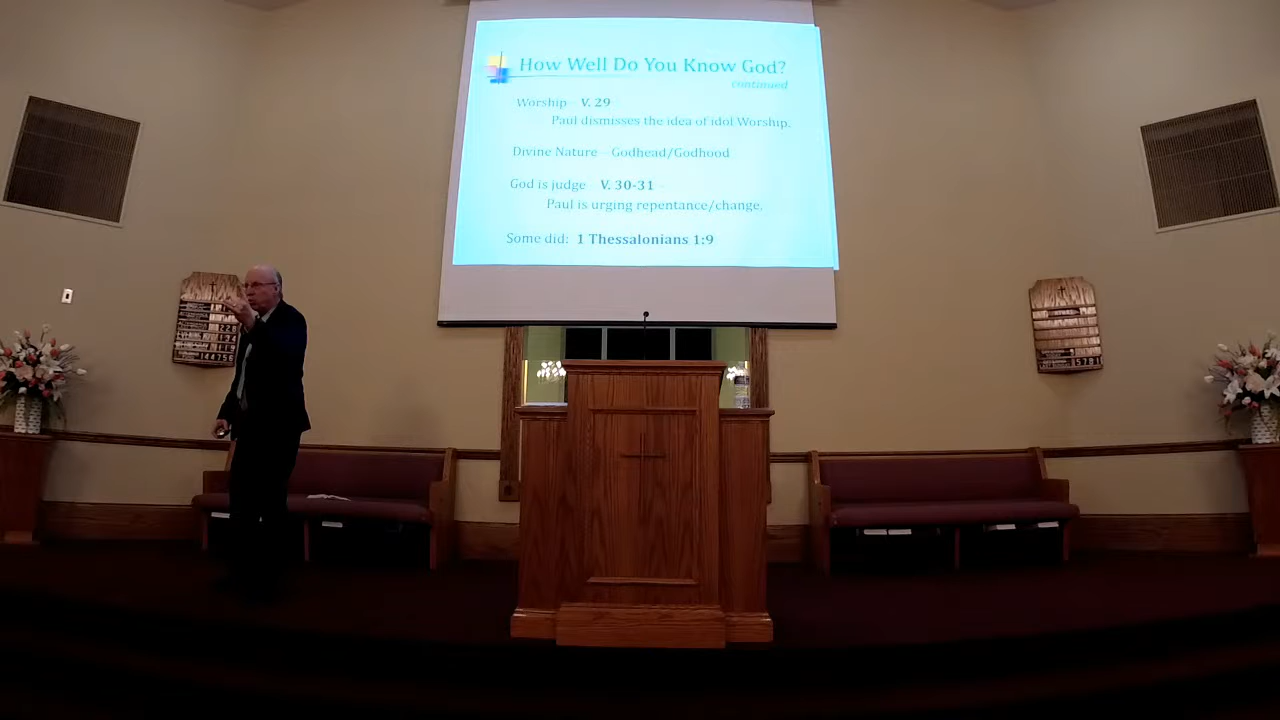 How Well Do You Know God?
continued
Worship – V. 29
Paul dismisses the idea of idol Worship.
Divine Nature – Godhead/Godhood
God is judge – V. 30-31 –
Paul is urging repentance/change.
Some did: 1 Thessalonians 1:9